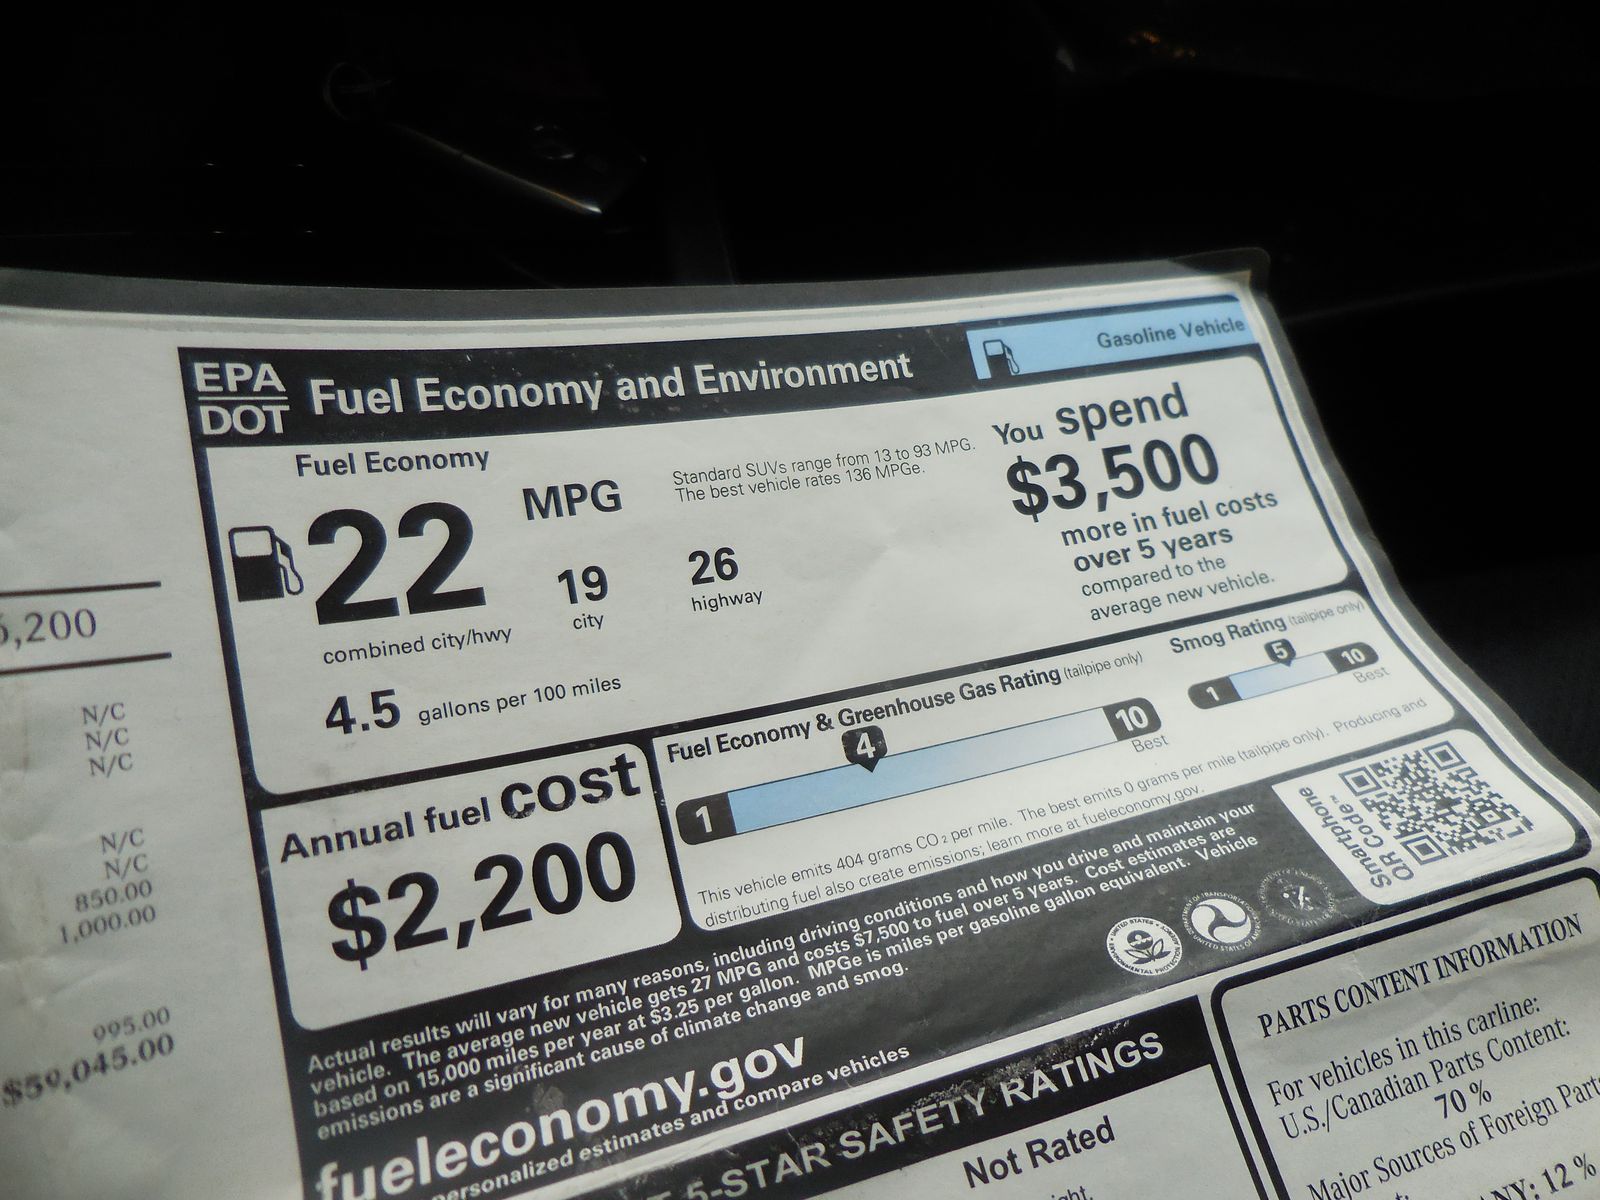 EPA
DOT
Fuel Economy and Environment
Gasoline Vehicle
Fuel Economy
22
MPG
combined city/hwy
19
city
26
highway
4.5 gallons per 100 miles
Standard SUVs range from 13 to 93 MPG.
The best vehicle rates 136 MPGe.
You spend
$3,500
more in fuel costs
over 5 years
compared to the
average new vehicle.
Annual fuel cost
$2,200
Fuel Economy & Greenhouse Gas Rating (tailpipe only)
1
4
10
Best
Smog Rating (tailpipe only)
1
5
10
Best
This vehicle emits 404 grams CO2 per mile. The best emits 0 grams per mile (tailpipe only). Producing and
distributing fuel also create emissions; learn more at fueleconomy.gov.
Actual results will vary for many reasons, including driving conditions and how you drive and maintain your
vehicle. The average new vehicle gets 27 MPG and costs $7,500 to fuel over 5 years. Cost estimates are
based on 15,000 miles per year at $3.25 per gallon. MPGe is miles per gasoline gallon equivalent. Vehicle
emissions are a significant cause of climate change and smog.
fueleconomy.gov
personalized estimates and compare vehicles
Smartphone
QR Code™
5-STAR SAFETY RATINGS
Not Rated
PARTS CONTENT INFORMATION
For vehicles in this carline:
U.S./Canadian Parts Content:
70 %
Major Sources of Foreign Parts
NY: 12 %
,200
N/C
N/C
N/C
N/C
N/C
850.00
1,000.00
995.00
$59,045.00